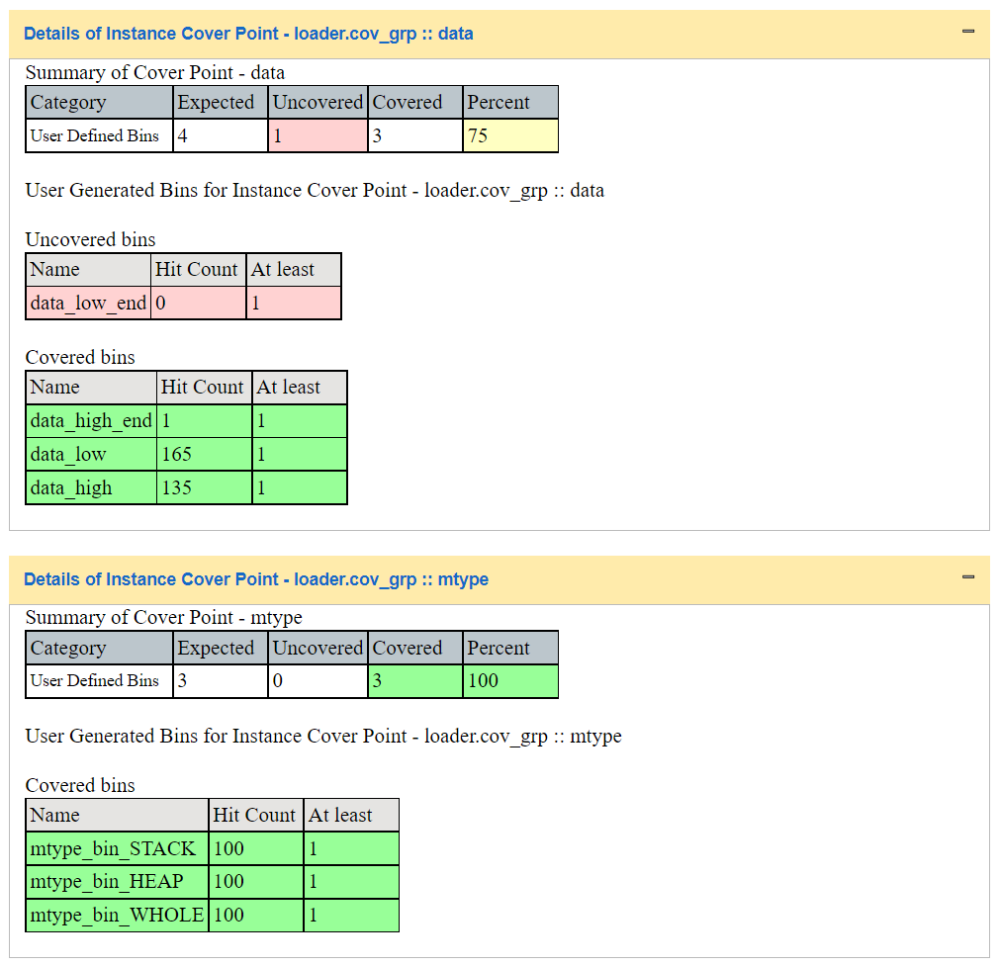 Details of Instance Cover Point - loader.cov_grp :: data
Summary of Cover Point - data
Category Expected Uncovered Covered Percent
User Defined Bins 4 1 3 75
User Generated Bins for Instance Cover Point - loader.cov_grp :: data
Uncovered bins
Name Hit Count At least
data_low_end 0 1
Covered bins
Name Hit Count At least
data_high_end 1 1
data_low 165 1
data_high 135 1
Details of Instance Cover Point - loader.cov_grp :: mtype
Summary of Cover Point - mtype
Category Expected Uncovered Covered Percent
User Defined Bins 3 0 3 100
User Generated Bins for Instance Cover Point - loader.cov_grp :: mtype
Covered bins
Name Hit Count At least
mtype_bin_STACK 100 1
mtype_bin_HEAP 100 1
mtype_bin_WHOLE 100 1